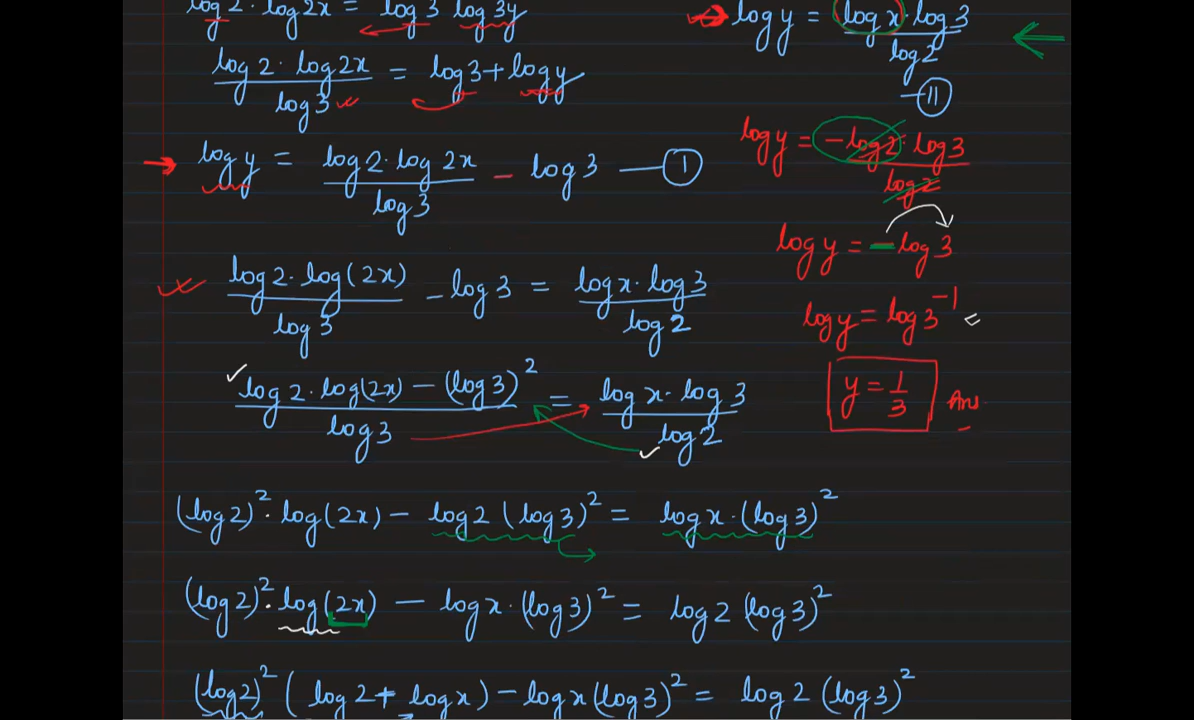 log 2 · log 2x = log 3 log 3y
log 2 · log 2x / log 3 = log 3 + log y
log y = log 2 · log 2x / log 3 - log 3 — I
log 2 · log(2x) / log 3 - log 3 = log x · log 3 / log 2
log 2 · log(2x) - (log 3)² / log 3 = log x · log 3 / log 2
(log 2)² · log(2x) - log 2 (log 3)² = log x · (log 3)²
(log 2)² · log(2x) - log x · (log 3)² = log 2 (log 3)²
(log 2)² (log 2 + log x) - log x (log 3)² = log 2 (log 3)²
log y = (log x) · log 3 / log 2
— II
log y = -log 2 · log 3 / log 2
log y = - log 3
log y = log 3⁻¹ =
y = 1/3 Ans